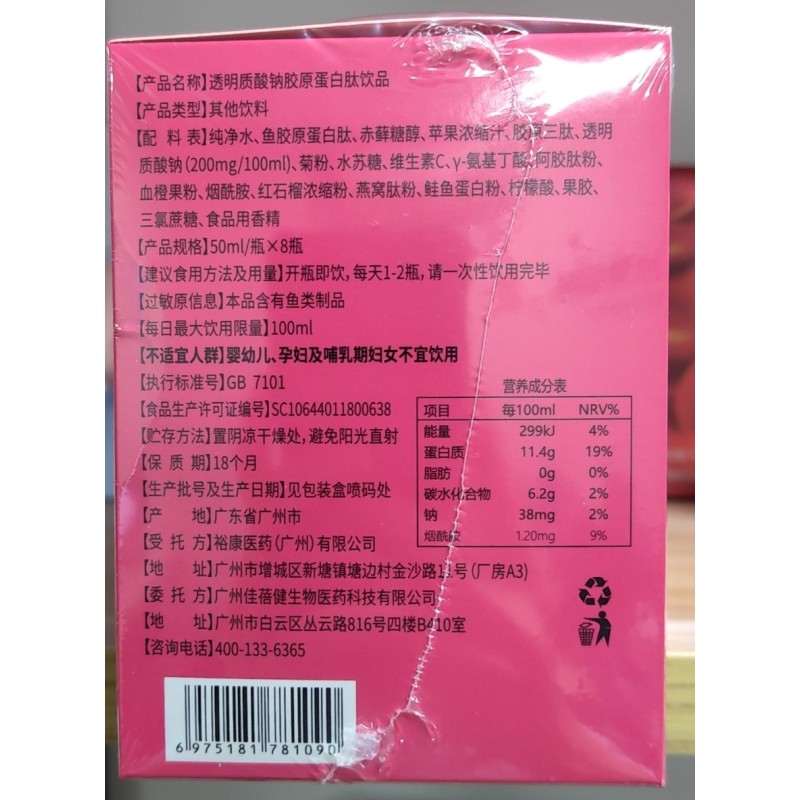 【产品名称】透明质酸钠胶原蛋白肽饮品
【产品类型】其他饮料
【配 料 表】纯净水、鱼胶原蛋白肽、赤藓糖醇、苹果浓缩汁、胶原三肽、透明
质酸钠(200mg/100ml)、菊粉、水苏糖、维生素C、γ-氨基丁酸、阿胶肽粉、
血橙果粉、烟酰胺、红石榴浓缩粉、燕窝肽粉、鲑鱼蛋白粉、柠檬酸、果胶、
三氯蔗糖、食品用香精
【产品规格】50ml/瓶×8瓶
【建议食用方法及用量】开瓶即饮,每天1-2瓶,请一次性饮用完毕
【过敏原信息】本品含有鱼类制品
【每日最大饮用限量】100ml
【不适宜人群】婴幼儿、孕妇及哺乳期妇女不宜饮用
【执行标准号】GB 7101
【食品生产许可证编号】SC10644011800638
【贮存方法】置阴凉干燥处,避免阳光直射
【保 质 期】18个月
【生产批号及生产日期】见包装盒喷码处
【产 地】广东省广州市
【受 托 方】裕康医药(广州)有限公司
【地 址】广州市增城区新塘镇塘边村金沙路11号(厂房A3)
【委 托 方】广州佳蓓健生物医药科技有限公司
【地 址】广州市白云区丛云路816号四楼B410室
【咨询电话】400-133-6365
营养成分表
项目 每100ml NRV%
能量 299kJ 4%
蛋白质 11.4g 19%
脂肪 0g 0%
碳水化合物 6.2g 2%
钠 38mg 2%
烟酰胺 1.20mg 9%
6 975181 781090